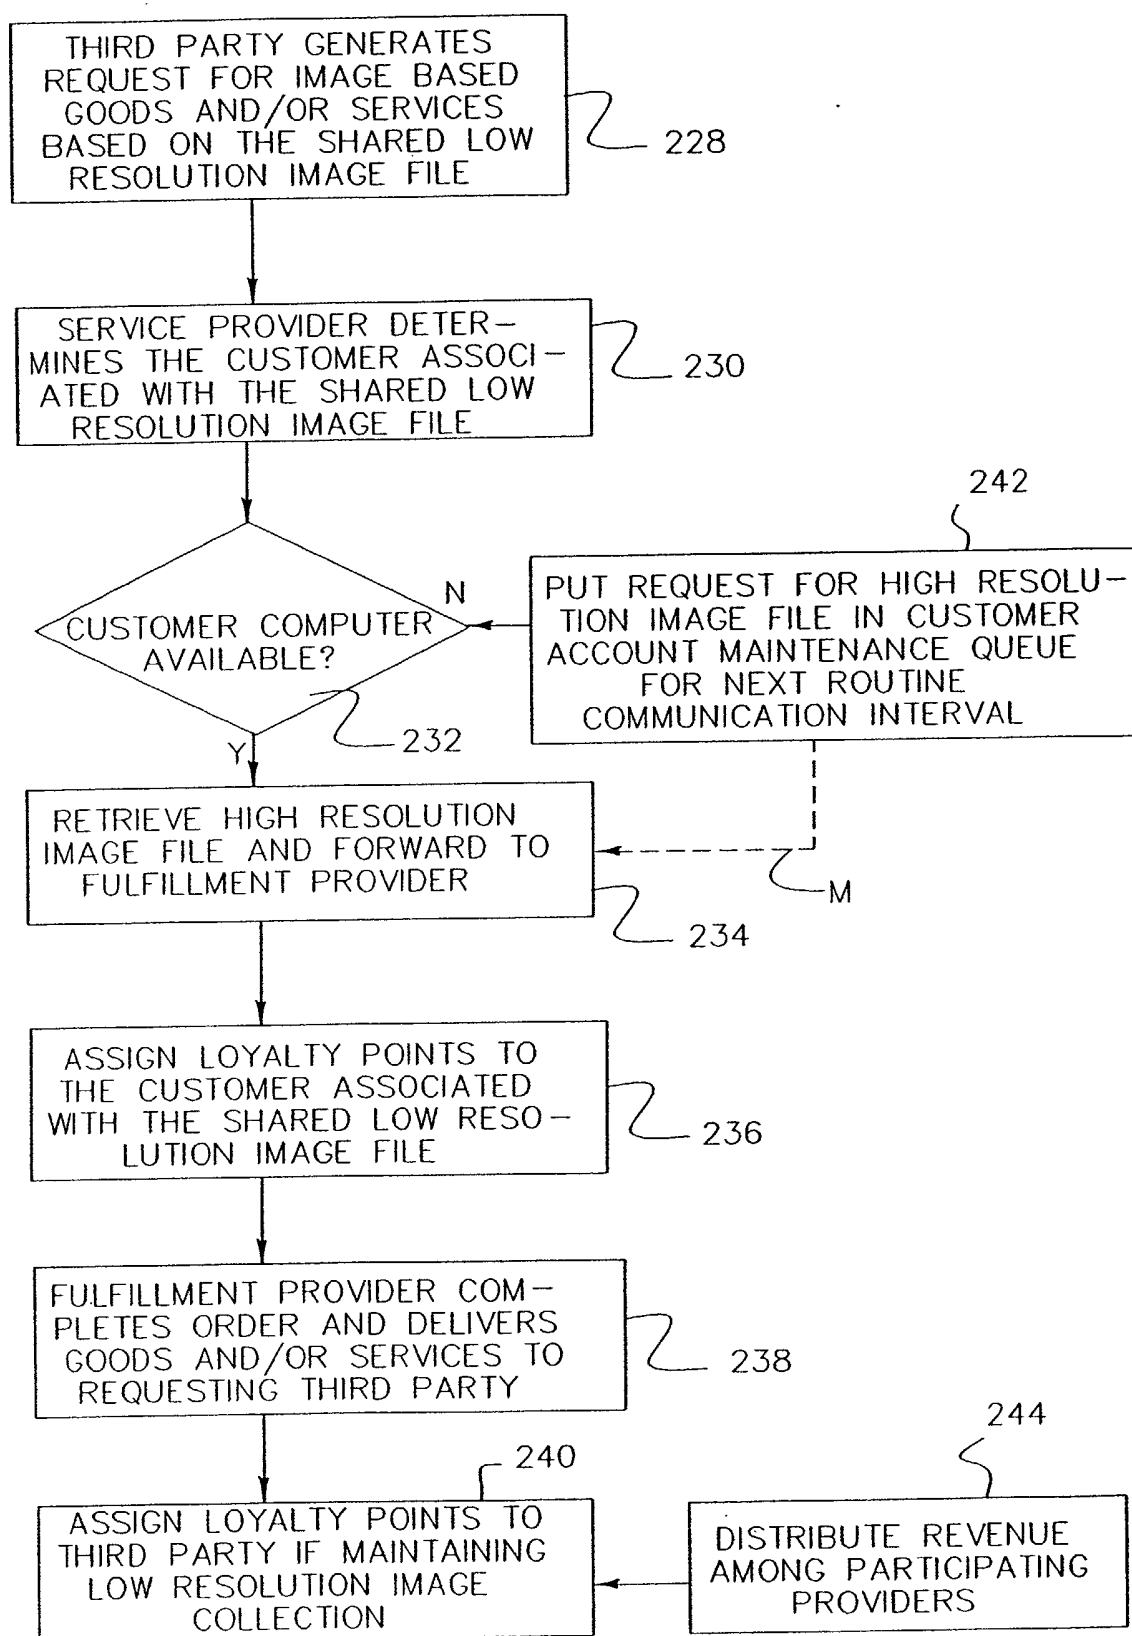 THIRD PARTY GENERATES
REQUEST FOR IMAGE BASED
GOODS AND/OR SERVICES
BASED ON THE SHARED LOW
RESOLUTION IMAGE FILE
228
SERVICE PROVIDER DETER-
MINES THE CUSTOMER ASSOCI-
ATED WITH THE SHARED LOW
RESOLUTION IMAGE FILE
230
CUSTOMER COMPUTER
AVAILABLE?
232
N
Y
242
PUT REQUEST FOR HIGH RESOLU-
TION IMAGE FILE IN CUSTOMER
ACCOUNT MAINTENANCE QUEUE
FOR NEXT ROUTINE
COMMUNICATION INTERVAL
M
RETRIEVE HIGH RESOLUTION
IMAGE FILE AND FORWARD TO
FULFILLMENT PROVIDER
234
ASSIGN LOYALTY POINTS TO
THE CUSTOMER ASSOCIATED
WITH THE SHARED LOW RESO-
LUTION IMAGE FILE
236
FULFILLMENT PROVIDER COM-
PLETES ORDER AND DELIVERS
GOODS AND/OR SERVICES TO
REQUESTING THIRD PARTY
238
240
ASSIGN LOYALTY POINTS TO
THIRD PARTY IF MAINTAINING
LOW RESOLUTION IMAGE
COLLECTION
244
DISTRIBUTE REVENUE
AMONG PARTICIPATING
PROVIDERS